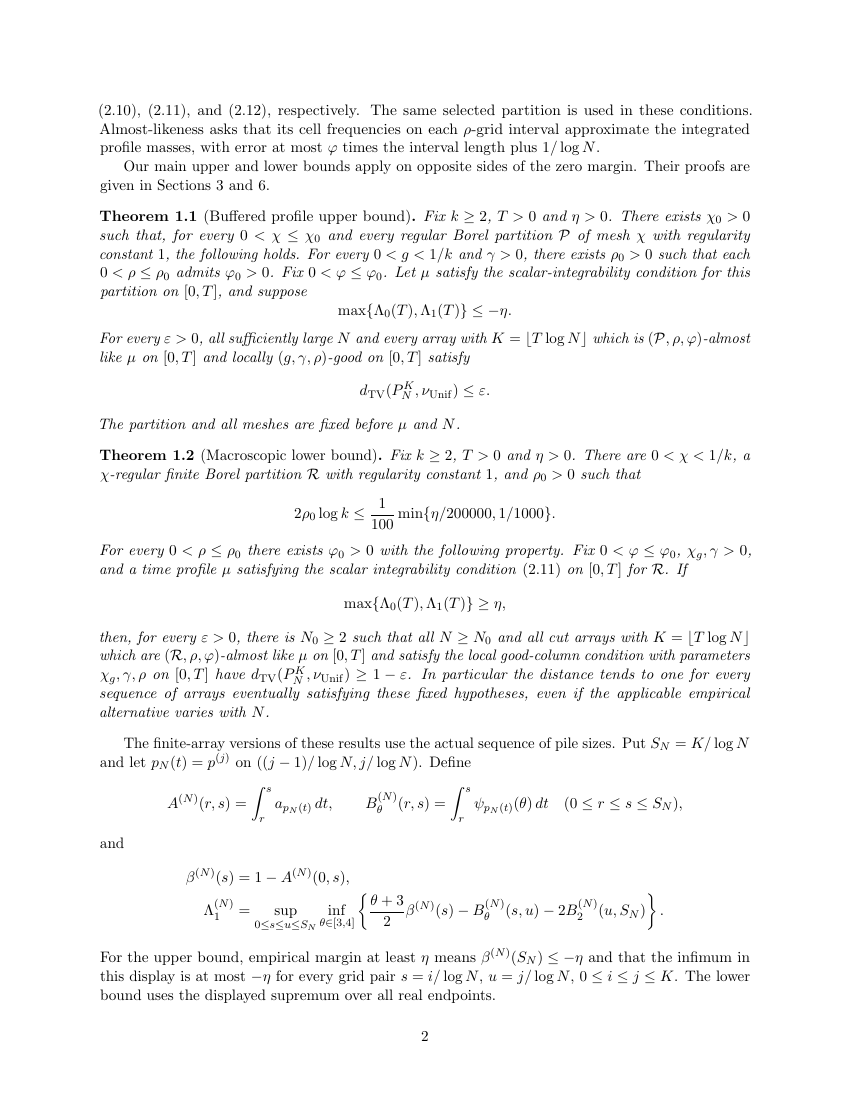 (2.10), (2.11), and (2.12), respectively. The same selected partition is used in these conditions.
Almost-likeness asks that its cell frequencies on each ρ-grid interval approximate the integrated
profile masses, with error at most φ times the interval length plus 1/ log N.
Our main upper and lower bounds apply on opposite sides of the zero margin. Their proofs are
given in Sections 3 and 6.
Theorem 1.1 (Buffered profile upper bound). Fix k ≥ 2, T > 0 and η > 0. There exists χ₀ > 0
such that, for every 0 < χ ≤ χ₀ and every regular Borel partition 𝒫 of mesh χ with regularity
constant 1, the following holds. For every 0 < g < 1/k and γ > 0, there exists ρ₀ > 0 such that each
0 < ρ ≤ ρ₀ admits φ₀ > 0. Fix 0 < φ ≤ φ₀. Let μ satisfy the scalar-integrability condition for this
partition on [0, T], and suppose
max{Λ₀(T), Λ₁(T)} ≤ −η.
For every ε > 0, all sufficiently large N and every array with K = ⌊T log N⌋ which is (𝒫, ρ, φ)-almost
like μ on [0, T] and locally (g, γ, ρ)-good on [0, T] satisfy
d_TV(P_N^K, ν_Unif) ≤ ε.
The partition and all meshes are fixed before μ and N.
Theorem 1.2 (Macroscopic lower bound). Fix k ≥ 2, T > 0 and η > 0. There are 0 < χ < 1/k, a
χ-regular finite Borel partition ℛ with regularity constant 1, and ρ₀ > 0 such that
2ρ₀ log k ≤ 1/100 min{η/200000, 1/1000}.
For every 0 < ρ ≤ ρ₀ there exists φ₀ > 0 with the following property. Fix 0 < φ ≤ φ₀, χ_g, γ > 0,
and a time profile μ satisfying the scalar integrability condition (2.11) on [0, T] for ℛ. If
max{Λ₀(T), Λ₁(T)} ≥ η,
then, for every ε > 0, there is N₀ ≥ 2 such that all N ≥ N₀ and all cut arrays with K = ⌊T log N⌋
which are (ℛ, ρ, φ)-almost like μ on [0, T] and satisfy the local good-column condition with parameters
χ_g, γ, ρ on [0, T] have d_TV(P_N^K, ν_Unif) ≥ 1 − ε. In particular the distance tends to one for every
sequence of arrays eventually satisfying these fixed hypotheses, even if the applicable empirical
alternative varies with N.
The finite-array versions of these results use the actual sequence of pile sizes. Put S_N = K/ log N
and let p_N(t) = p^(j) on ((j − 1)/ log N, j/ log N). Define
A^(N)(r, s) = ∫_r^s a_{p_N(t)} dt, B_θ^(N)(r, s) = ∫_r^s ψ_{p_N(t)}(θ) dt (0 ≤ r ≤ s ≤ S_N),
and
β^(N)(s) = 1 − A^(N)(0, s),
Λ₁^(N) = sup_{0≤s≤u≤S_N} inf_{θ∈[3,4]} { (θ + 3)/2 β^(N)(s) − B_θ^(N)(s, u) − 2B_2^(N)(u, S_N) }.
For the upper bound, empirical margin at least η means β^(N)(S_N) ≤ −η and that the infimum in
this display is at most −η for every grid pair s = i/ log N, u = j/ log N, 0 ≤ i ≤ j ≤ K. The lower
bound uses the displayed supremum over all real endpoints.
2